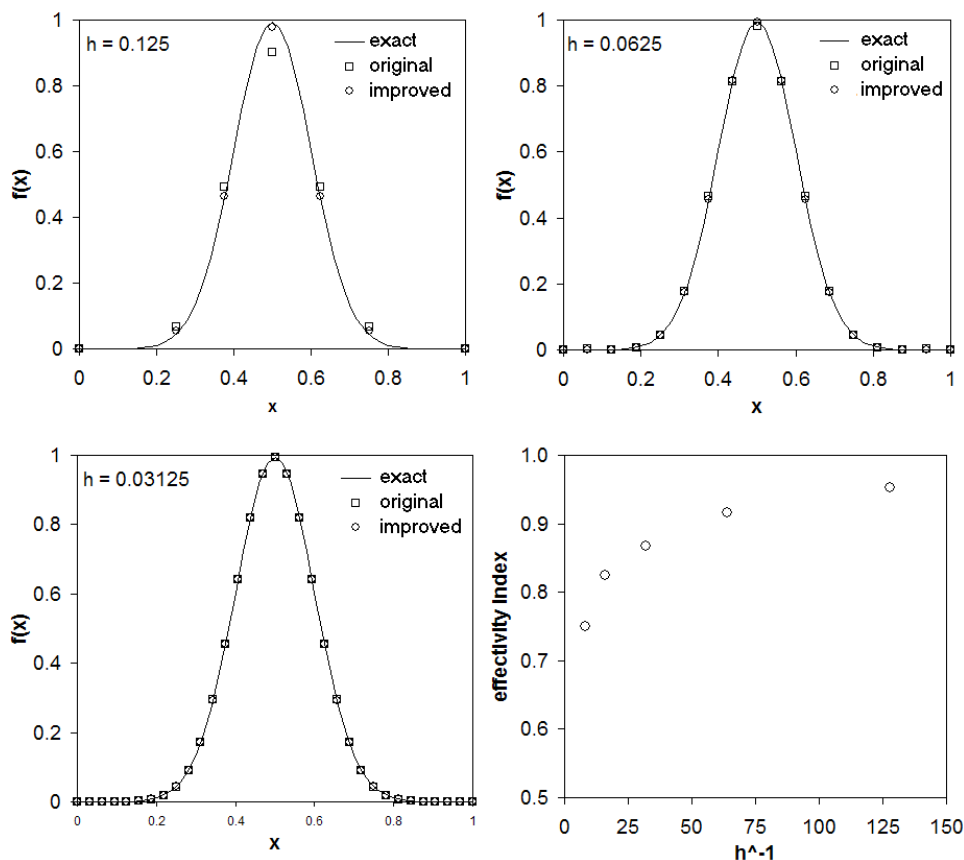 h = 0.125
exact
original
improved
f(x)
1
0.8
0.6
0.4
0.2
0
0 0.2 0.4 0.6 0.8 1
x
h = 0.0625
exact
original
improved
f(x)
1
0.8
0.6
0.4
0.2
0
0 0.2 0.4 0.6 0.8 1
x
h = 0.03125
exact
original
improved
f(x)
1
0.8
0.6
0.4
0.2
0
0 0.2 0.4 0.6 0.8 1
x
effectivity index
1.0
0.9
0.8
0.7
0.6
0.5
0 25 50 75 100 125 150
h^-1